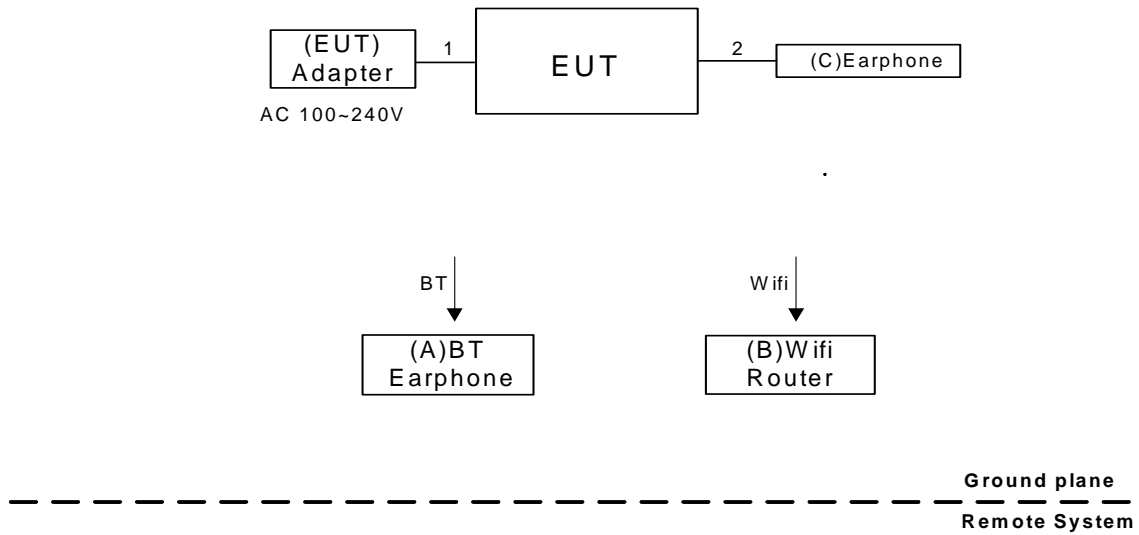 (EUT)
Adapter
1
EUT
2
(C)Earphone
AC 100~240V
.
BT
Wifi
(A)BT
Earphone
(B)Wifi
Router
Ground plane
Remote System